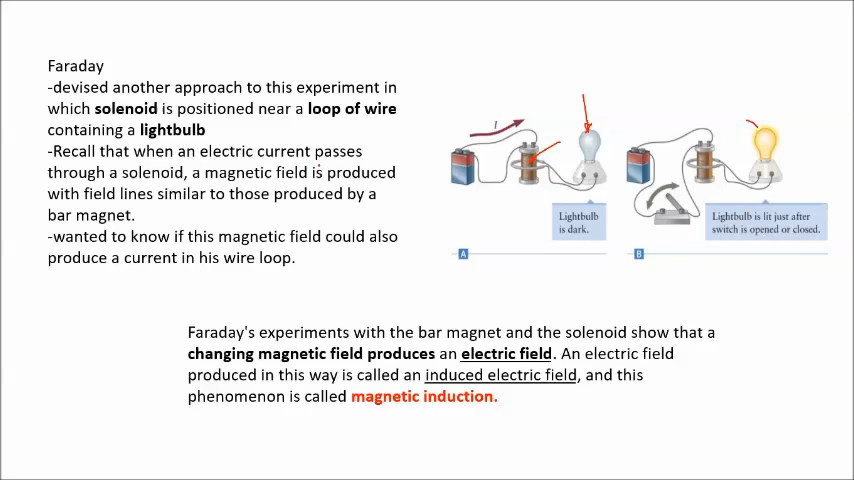 Faraday
-devised another approach to this experiment in
which solenoid is positioned near a loop of wire
containing a lightbulb
-Recall that when an electric current passes
through a solenoid, a magnetic field is produced
with field lines similar to those produced by a
bar magnet.
-wanted to know if this magnetic field could also
produce a current in his wire loop.
I
Lightbulb
is dark.
A
Lightbulb is lit just after
switch is opened or closed.
B
Faraday's experiments with the bar magnet and the solenoid show that a
changing magnetic field produces an electric field. An electric field
produced in this way is called an induced electric field, and this
phenomenon is called magnetic induction.